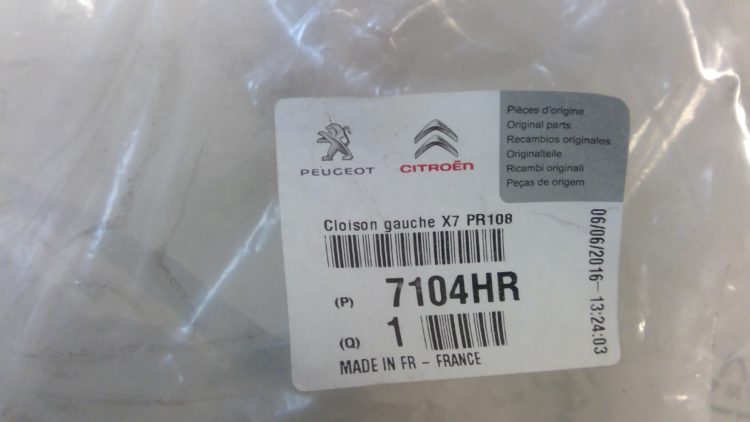 PEUGEOT
CITROËN
Pièces d'origine
Original parts
Recambios originales
Originalteile
Ricambi originali
Peças de origem
Cloison gauche X7 PR108
(P) 7104HR
(Q) 1
MADE IN FR - FRANCE
06/06/2016-13:24:03